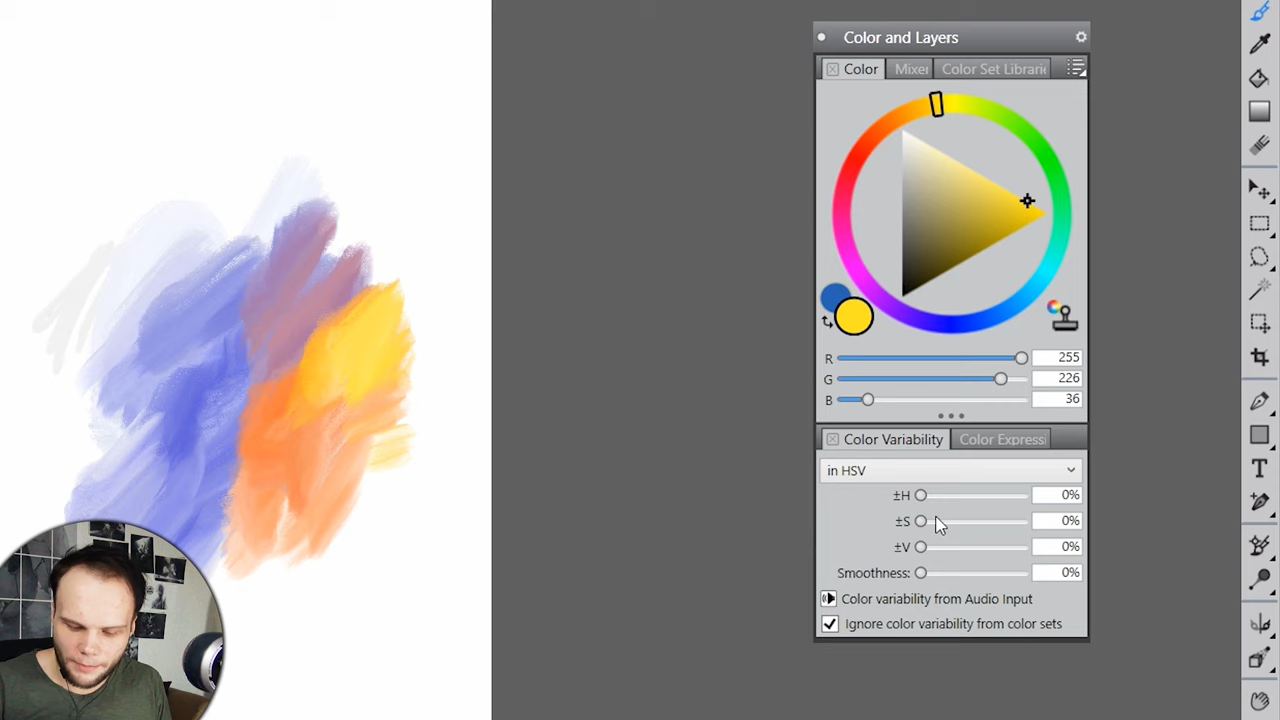 Color and Layers
Color Mixer Color Set Librarie
R 255
G 226
B 36
Color Variability Color Expressi
in HSV
±H 0%
±S 0%
±V 0%
Smoothness: 0%
Color variability from Audio Input
Ignore color variability from color sets
T